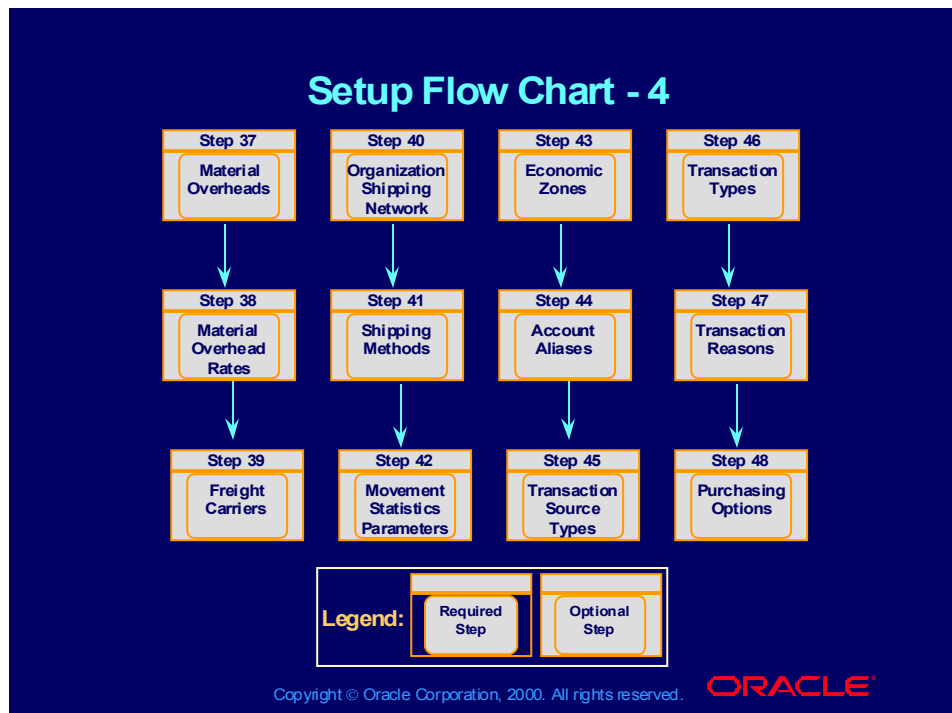 Setup Flow Chart - 4
Step 37
Material
Overheads
Step 40
Organization
Shipping
Network
Step 43
Economic
Zones
Step 46
Transaction
Types
Step 38
Material
Overhead
Rates
Step 41
Shipping
Methods
Step 44
Account
Aliases
Step 47
Transaction
Reasons
Step 39
Freight
Carriers
Step 42
Movement
Statistics
Parameters
Step 45
Transaction
Source
Types
Step 48
Purchasing
Options
Legend:
Required
Step
Optional
Step
Copyright © Oracle Corporation, 2000. All rights reserved.
ORACLE®